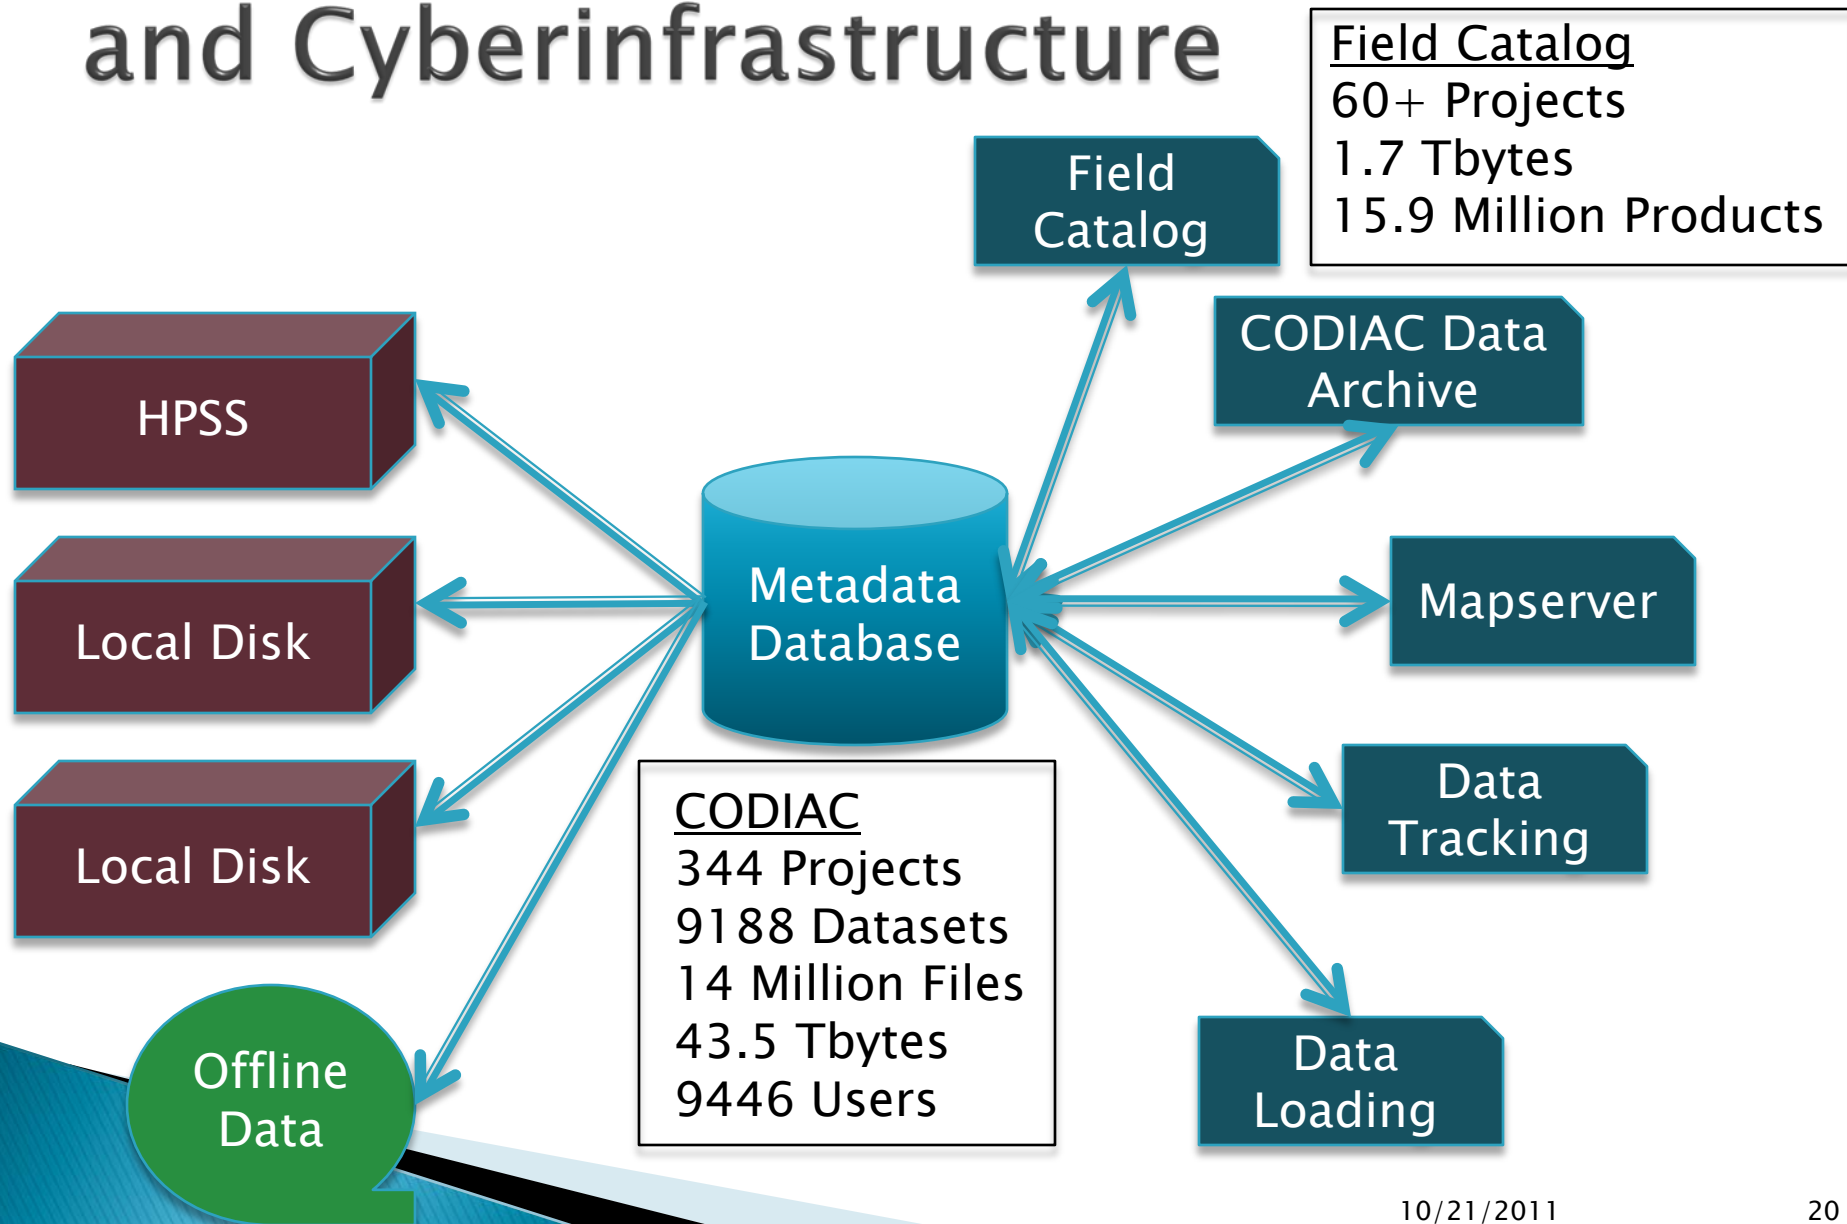 and Cyberinfrastructure
Field Catalog
60+ Projects
1.7 Tbytes
15.9 Million Products
Field
Catalog
CODIAC Data
Archive
HPSS
Metadata
Database
Mapserver
Local Disk
Data
Tracking
Local Disk
CODIAC
344 Projects
9188 Datasets
14 Million Files
43.5 Tbytes
9446 Users
Offline
Data
Data
Loading
10/21/2011
20